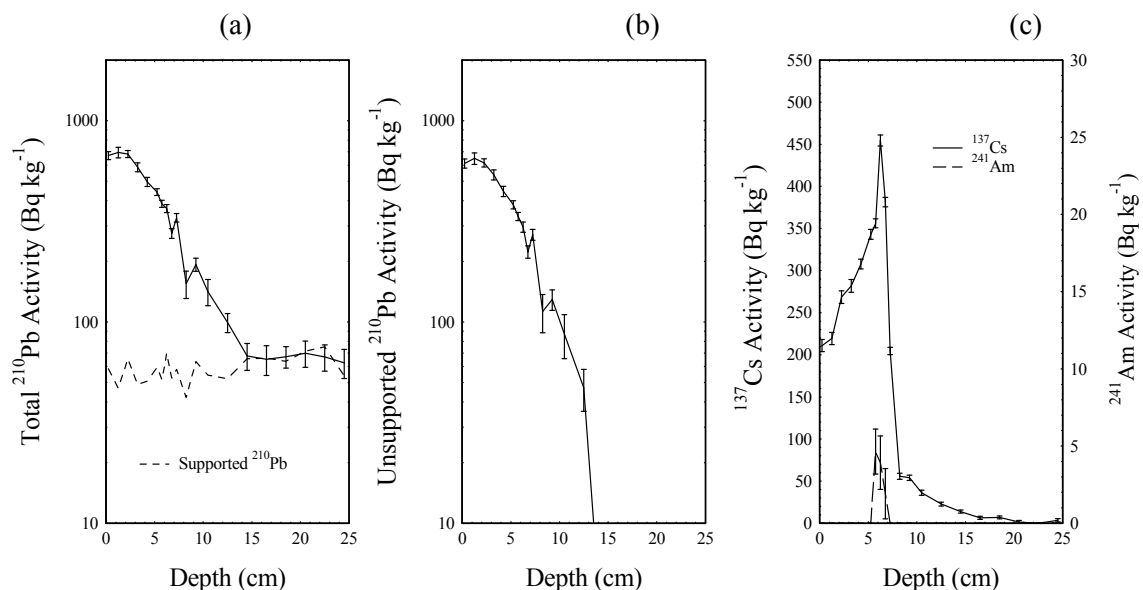 (a)
Total ²¹⁰Pb Activity (Bq kg⁻¹)
1000
100
10
Supported ²¹⁰Pb
0 5 10 15 20 25
Depth (cm)
(b)
Unsupported ²¹⁰Pb Activity (Bq kg⁻¹)
1000
100
10
0 5 10 15 20 25
Depth (cm)
(c)
¹³⁷Cs Activity (Bq kg⁻¹)
550
500
450
400
350
300
250
200
150
100
50
0
¹³⁷Cs
²⁴¹Am
0 5 10 15 20 25
Depth (cm)
30
25
20
15
10
5
0
²⁴¹Am Activity (Bq kg⁻¹)